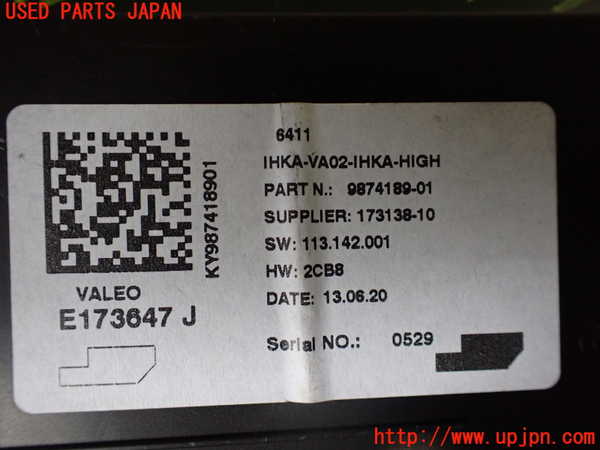 USED PARTS JAPAN
6411
IHKA-VA02-IHKA-HIGH
PART N.: 9874189-01
SUPPLIER: 173138-10
SW: 113.142.001
HW: 2CB8
DATE: 13.06.20
Serial NO.: 0529
KY987418901
VALEO
E173647 J
http://www.upjpn.com/